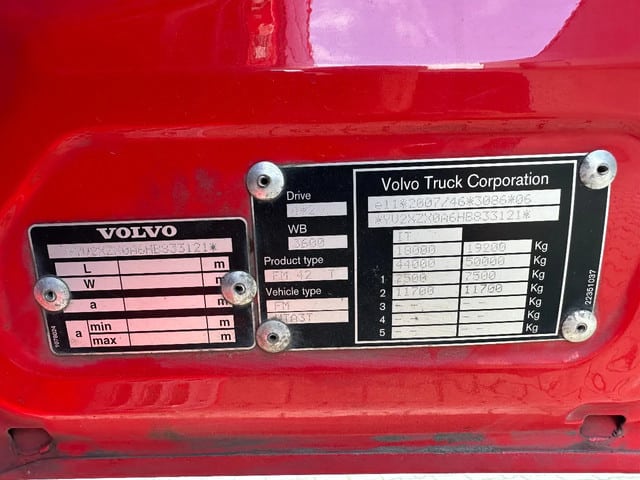 VOLVO
*YV2XZX0A6HB833121*
L m
W m
a m
a min m
max m
Drive
4*2
WB
3600
Product type
FM 42 T
Vehicle type
FM
VTA3T
Volvo Truck Corporation
e11*2007/46*3086*06
*YV2XZX0A6HB833121*
IT
18000 19200 Kg
44000 50000 Kg
1 7500 7500 Kg
2 11700 11700 Kg
3 -- -- Kg
4 -- -- Kg
5 -- -- Kg
22351037